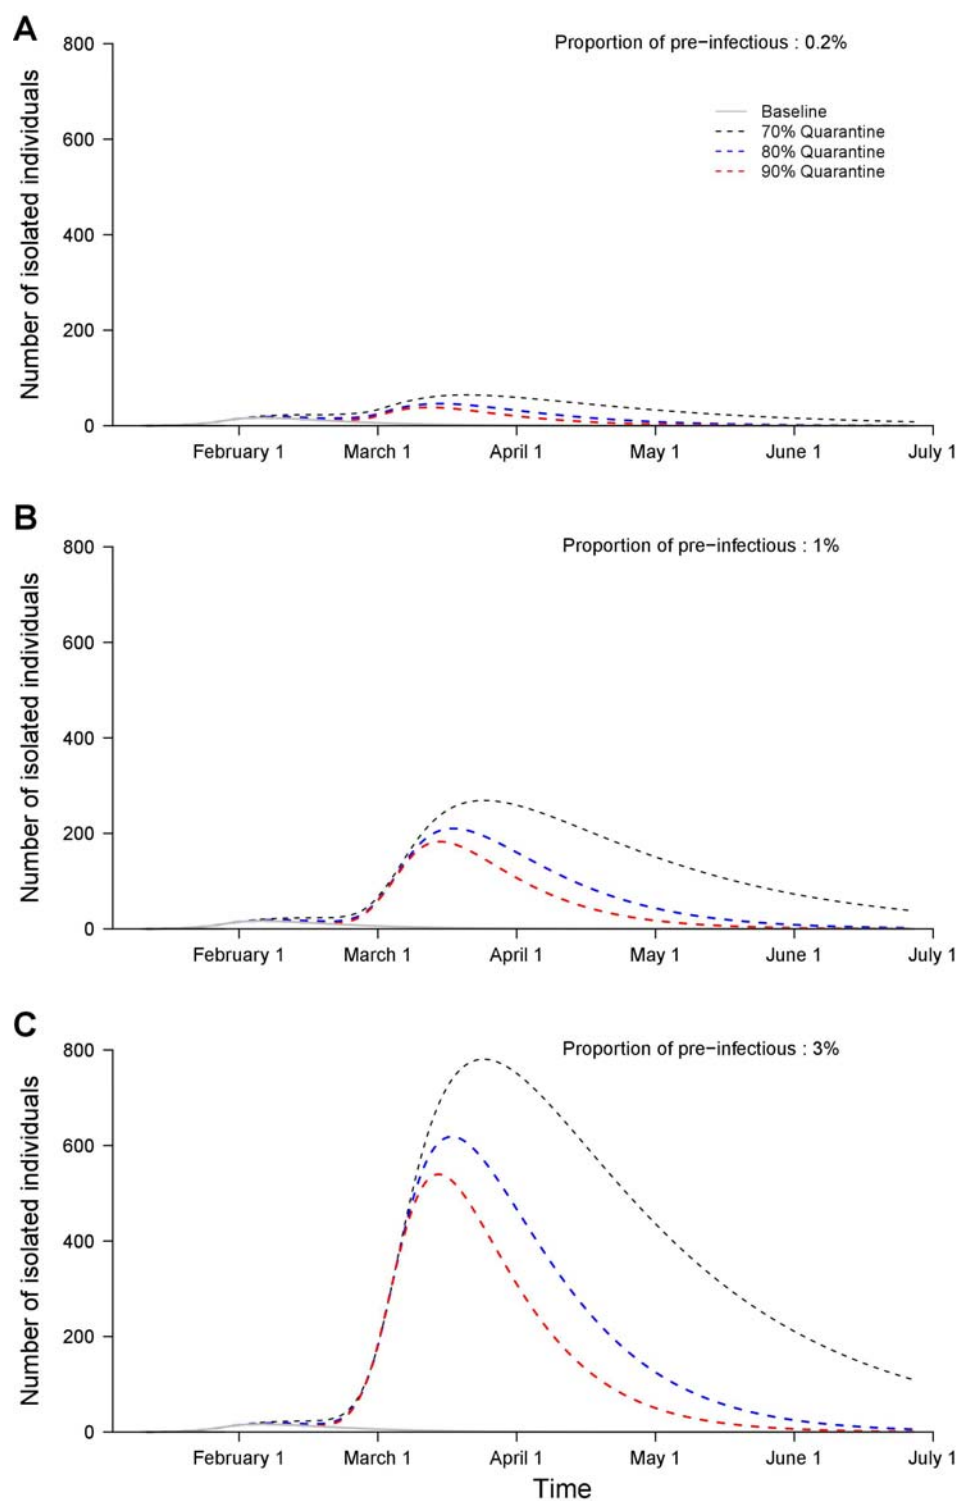 A
Proportion of pre−infectious : 0.2%
Number of isolated individuals
800
600
400
200
0
Baseline
70% Quarantine
80% Quarantine
90% Quarantine
February 1 March 1 April 1 May 1 June 1 July 1
B
Proportion of pre−infectious : 1%
Number of isolated individuals
800
600
400
200
0
February 1 March 1 April 1 May 1 June 1 July 1
C
Proportion of pre−infectious : 3%
Number of isolated individuals
800
600
400
200
0
February 1 March 1 April 1 May 1 June 1 July 1
Time